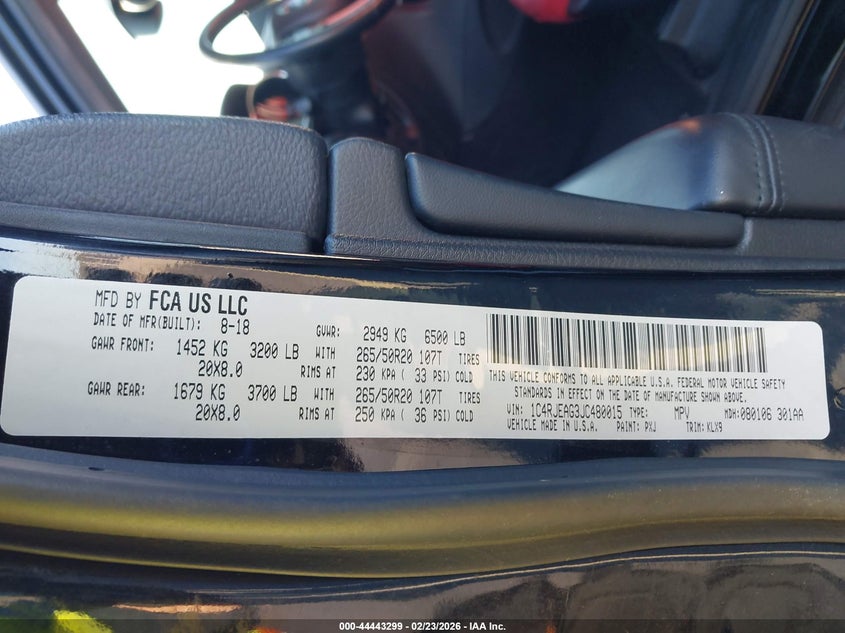 MFD BY FCA US LLC
DATE OF MFR(BUILT): 8-18 GVWR: 2949 KG 6500 LB
GAWR FRONT: 1452 KG 3200 LB WITH 265/50R20 107T TIRES
20X8.0 RIMS AT 230 KPA ( 33 PSI) COLD
GAWR REAR: 1679 KG 3700 LB WITH 265/50R20 107T TIRES
20X8.0 RIMS AT 250 KPA ( 36 PSI) COLD
THIS VEHICLE CONFORMS TO ALL APPLICABLE U.S.A. FEDERAL MOTOR VEHICLE SAFETY
STANDARDS IN EFFECT ON THE DATE OF MANUFACTURE SHOWN ABOVE.
VIN: 1C4RJEAG3JC480015 TYPE: MPV MDH: 080106 301AA
VEHICLE MADE IN U.S.A. PAINT: PXJ TRIM: KLX9
000-44443299 - 02/23/2026 - IAA Inc.